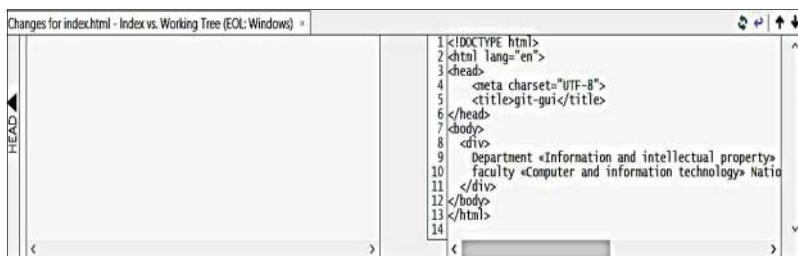 Changes for index.html - Index vs. Working Tree (EOL: Windows)
HEAD
1 <!DOCTYPE html>
2 <html lang="en">
3 <head>
4 <meta charset="UTF-8">
5 <title>git-gui</title>
6 </head>
7 <body>
8 <div>
9 Department «Information and intellectual property»
10 faculty «Computer and information technology» Natio
11 </div>
12 </body>
13 </html>
14